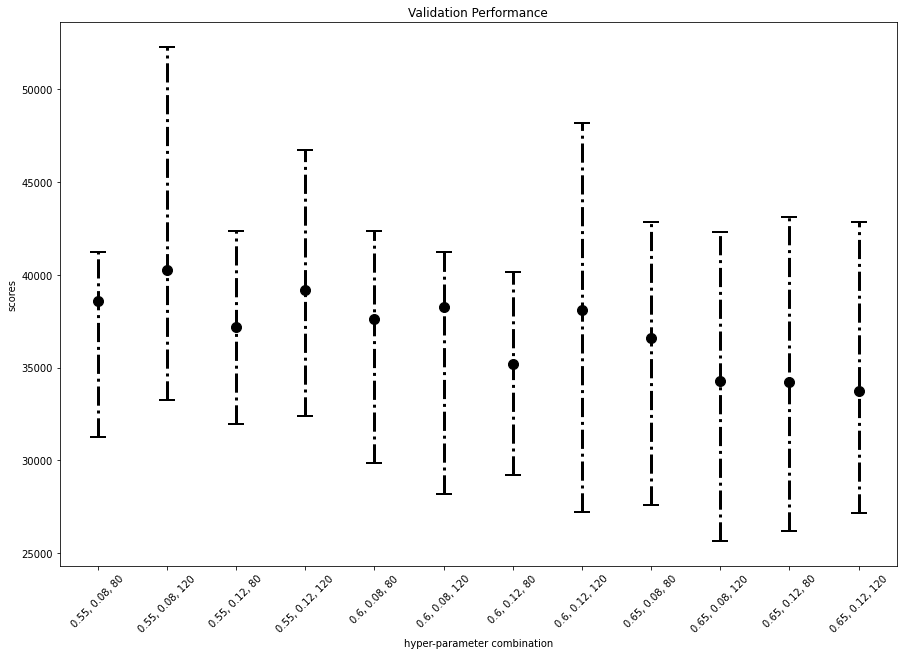 Validation Performance
50000
45000
40000
35000
30000
25000
scores
0.55, 0.08, 80
0.55, 0.08, 120
0.55, 0.12, 80
0.55, 0.12, 120
0.6, 0.08, 80
0.6, 0.08, 120
0.6, 0.12, 80
0.6, 0.12, 120
0.65, 0.08, 80
0.65, 0.08, 120
0.65, 0.12, 80
0.65, 0.12, 120
hyper-parameter combination